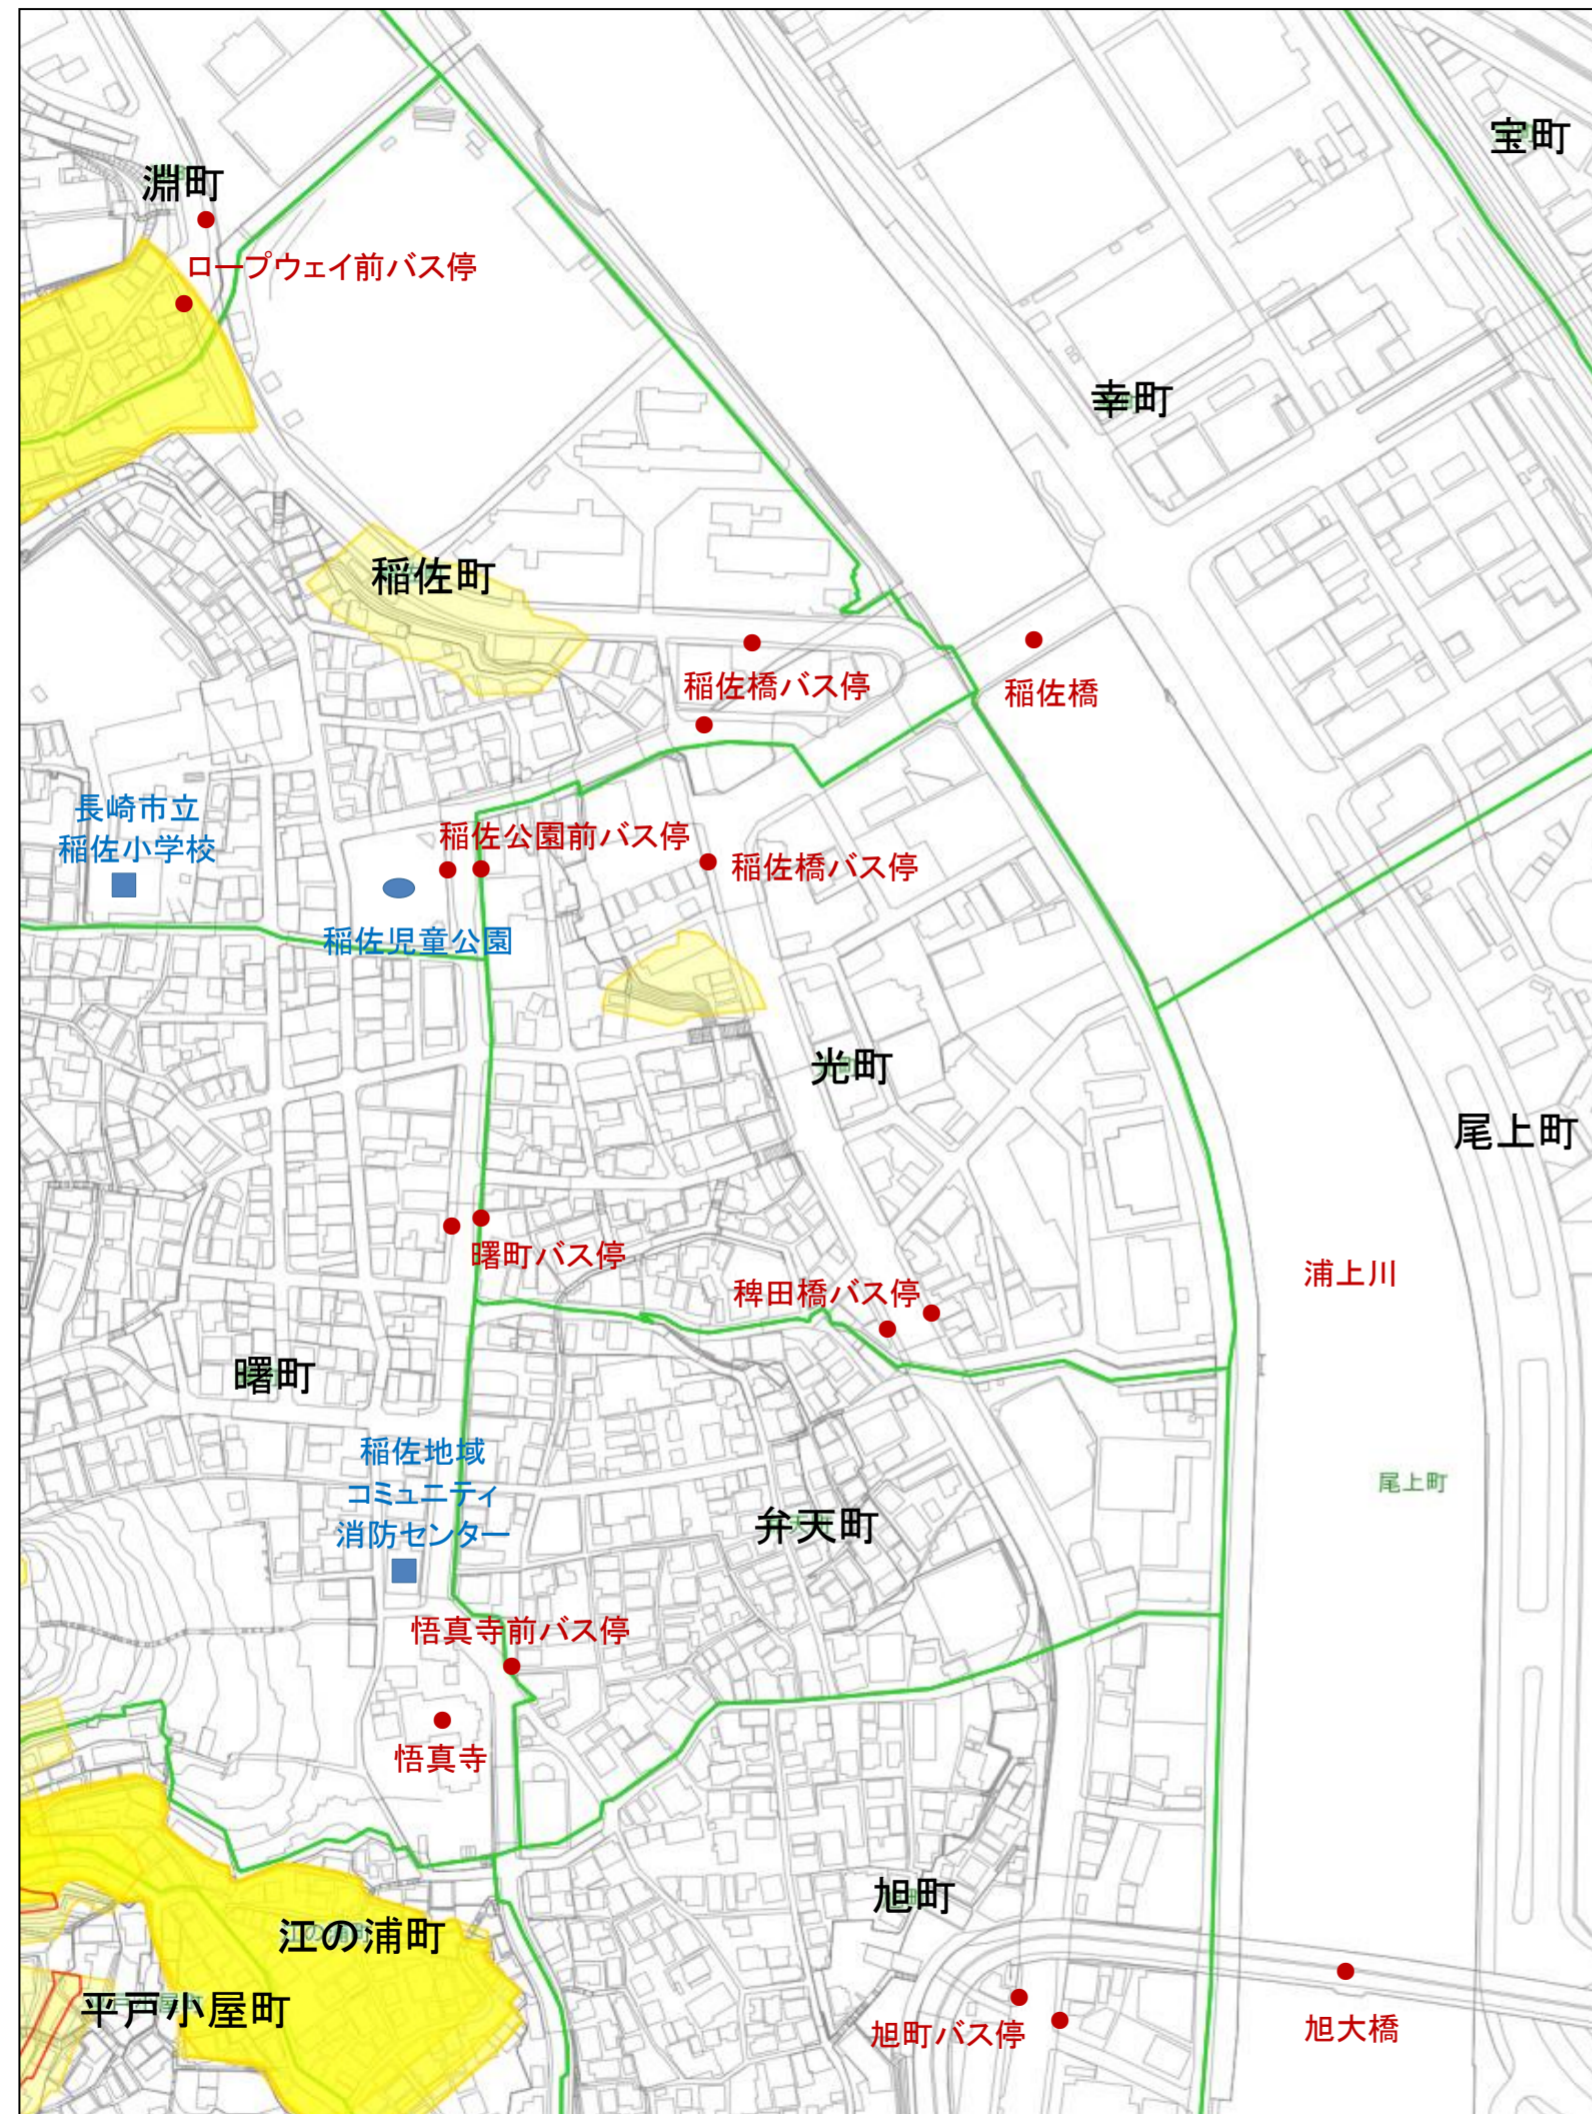 宝町
淵町
ロープウェイ前バス停
幸町
稲佐町
稲佐橋バス停
稲佐橋
長崎市立
稲佐小学校
稲佐公園前バス停
稲佐橋バス停
稲佐児童公園
光町
尾上町
曙町バス停
浦上川
稗田橋バス停
曙町
稲佐地域
コミュニティ
消防センター
尾上町
弁天町
悟真寺前バス停
悟真寺
旭町
江の浦町
平戸小屋町
旭町バス停
旭大橋